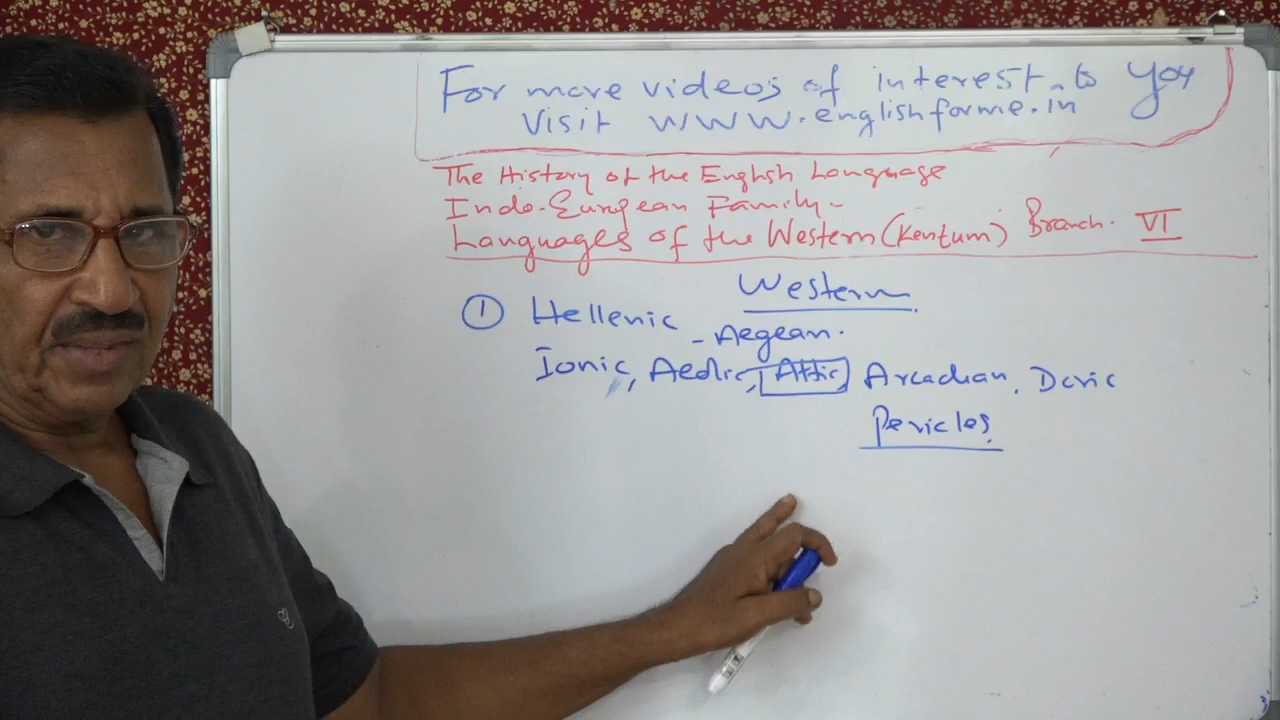 For more videos of interest to you
Visit www.englishforme.in
The History of the English Language
Indo-European Family-
Languages of the Western (Kentum) Branch. VI
Western
① Hellenic
- Aegean.
Ionic, Aeolic, Attic Arcadian, Doric
Pericles